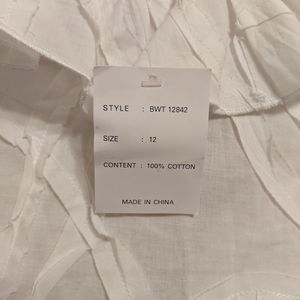 STYLE : BWT 12842
SIZE : 12
CONTENT : 100% COTTON
MADE IN CHINA